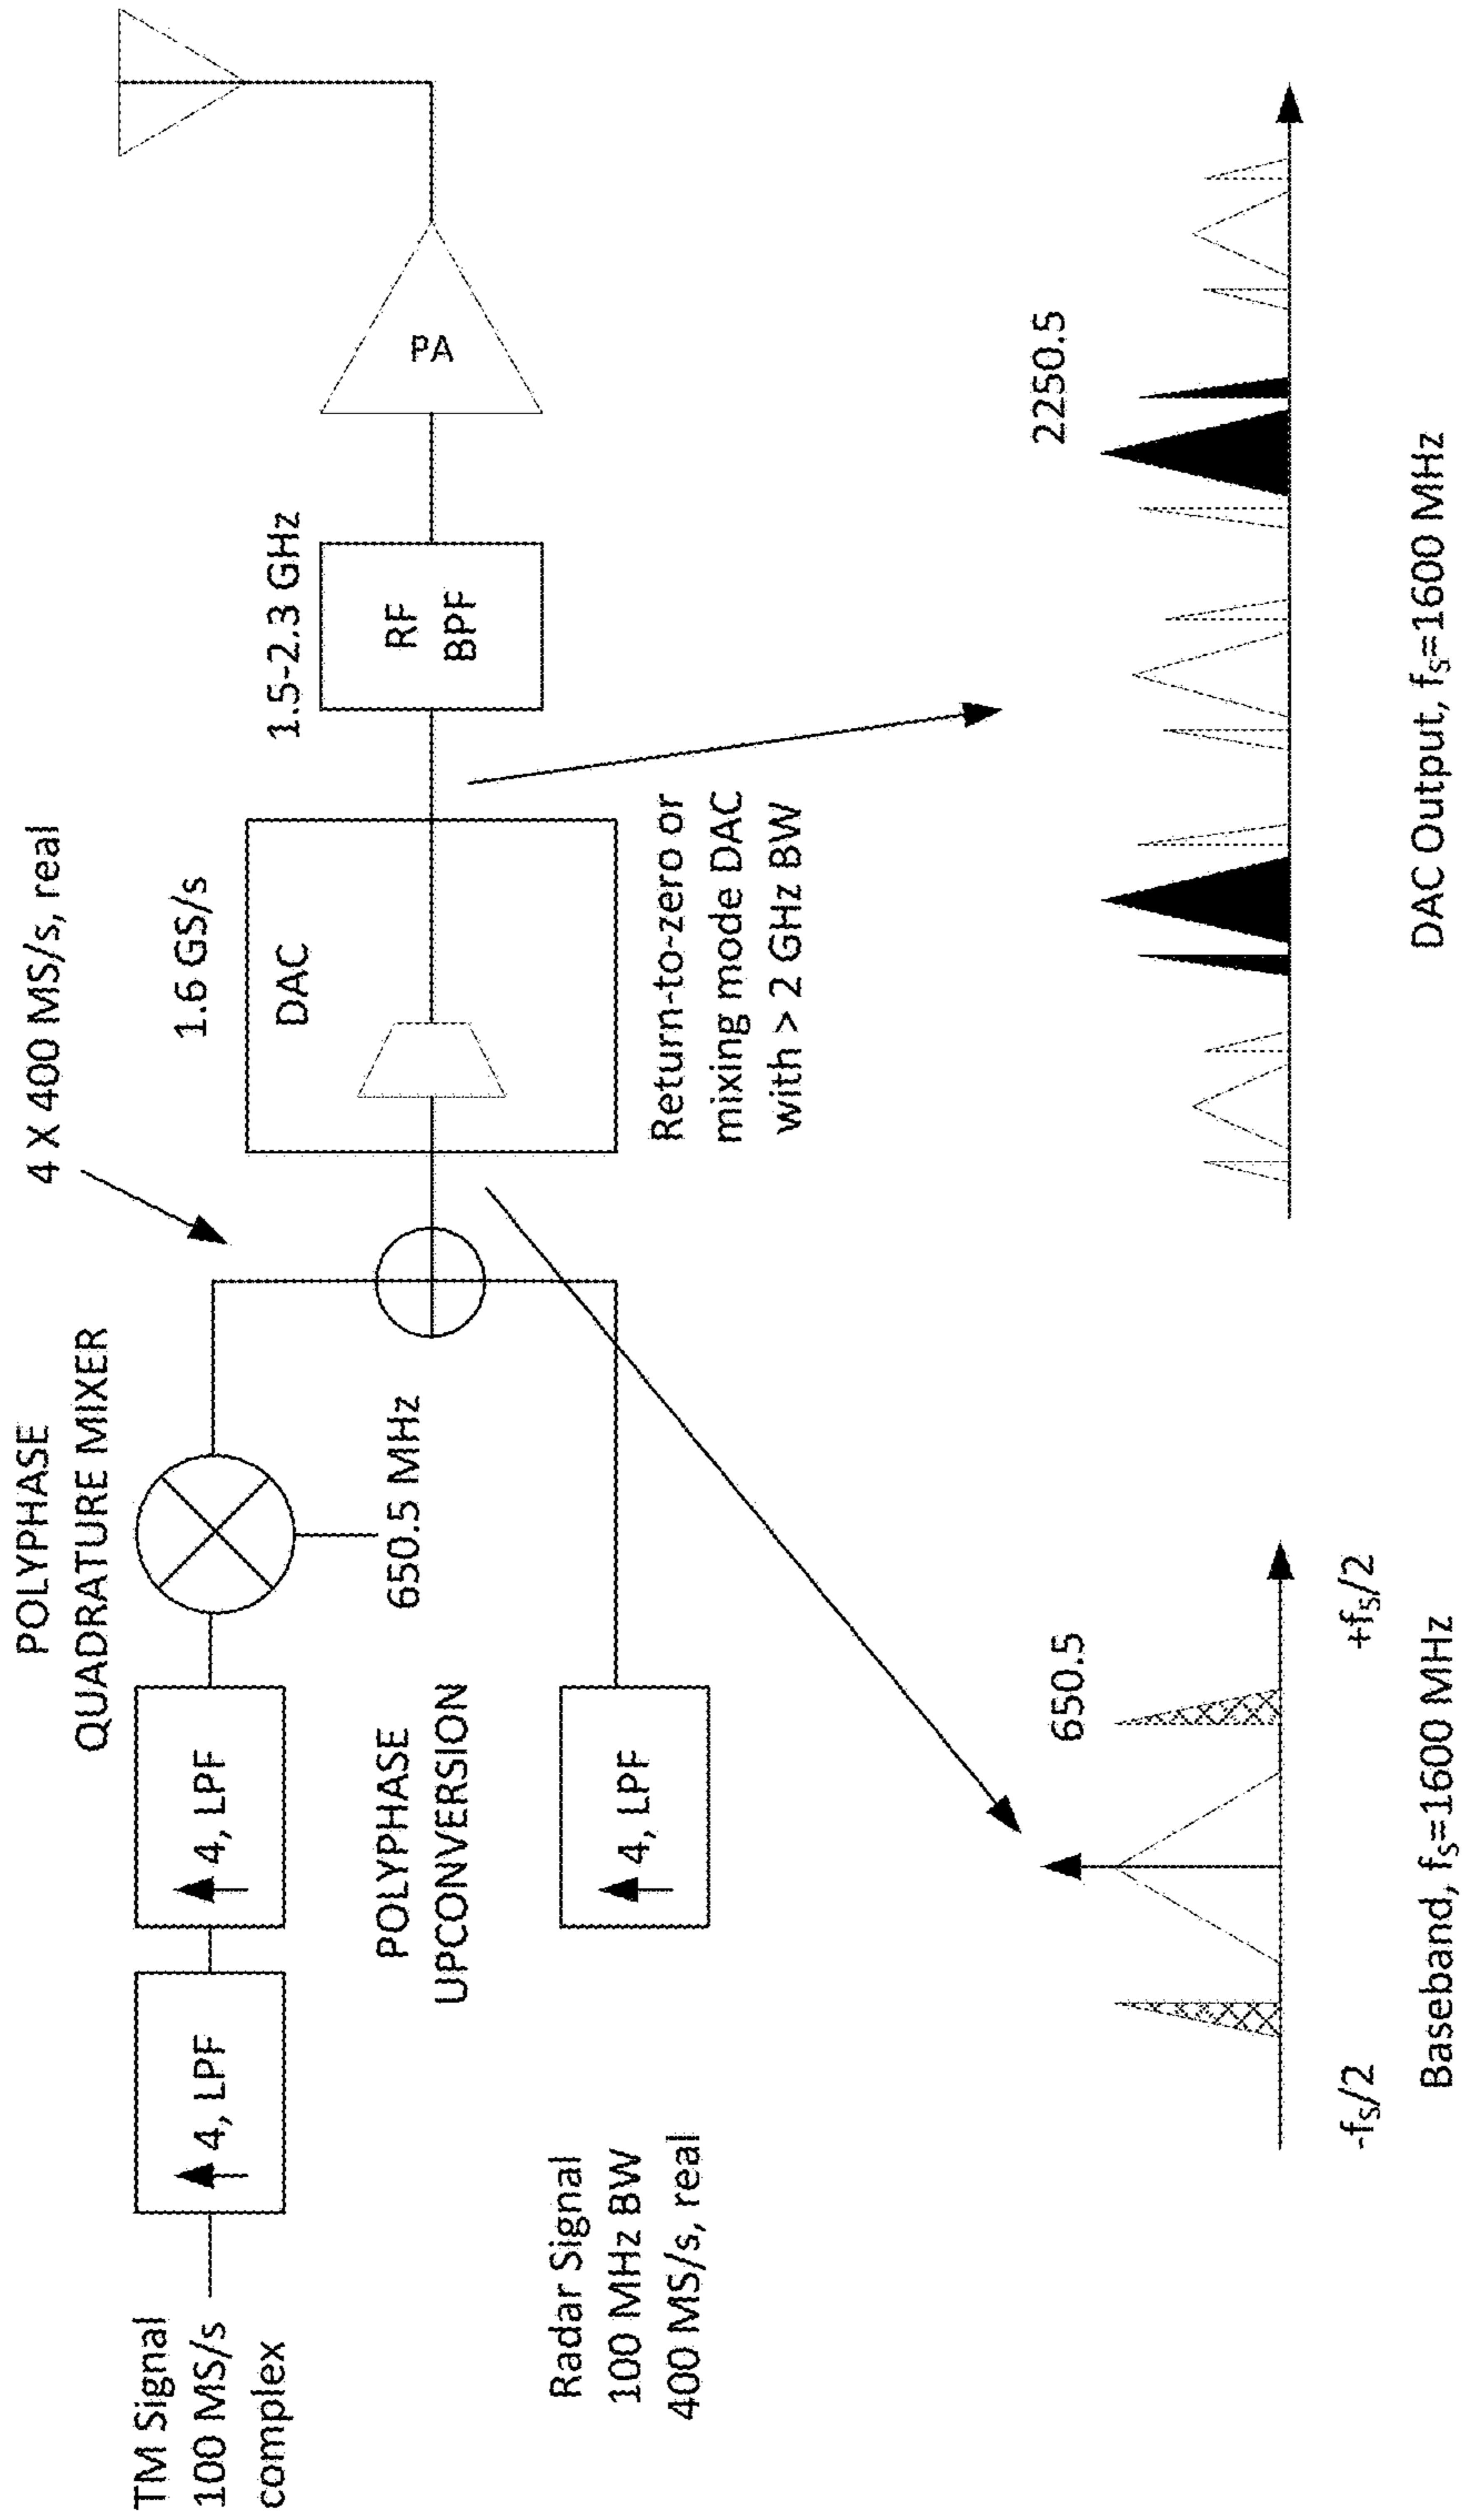 TM Signal
100 MS/s
complex
4, LPF
4, LPF
POLYPHASE
QUADRATURE MIXER
650.5 MHz
POLYPHASE
UPCONVERSION
Radar Signal
100 MHz BW
400 MS/s, real
4, LPF
4 X 400 MS/s, real
1.6 GS/s
DAC
Return-to-zero or
mixing mode DAC
with > 2 GHz BW
1.5-2.3 GHz
RF
BPF
PA
650.5
-fS/2
+fS/2
Baseband, fS=1600 MHz
2250.5
DAC Output, fS=1600 MHz